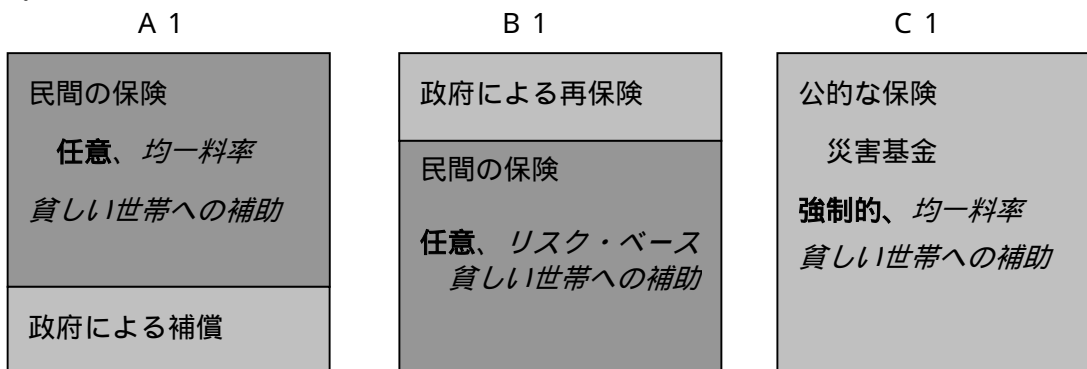 A 1
B 1
C 1
民間の保険
任意、均一料率
貧しい世帯への補助
政府による補償
政府による再保険
民間の保険
任意、リスク・ベース
貧しい世帯への補助
公的な保険
災害基金
強制的、均一料率
貧しい世帯への補助